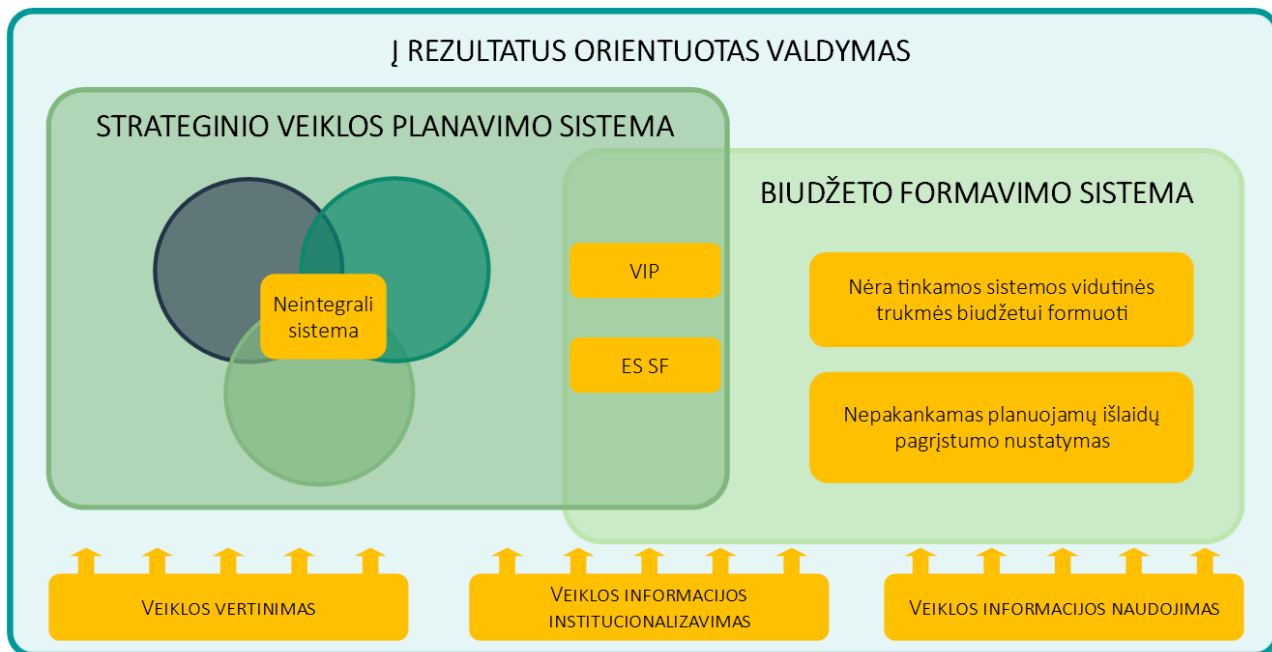 Į REZULTATUS ORIENTUOTAS VALDYMAS
STRATEGINIO VEIKLOS PLANAVIMO SISTEMA
BIUDŽETO FORMAVIMO SISTEMA
Neintegrali
sistema
VIP
ES SF
Nėra tinkamos sistemos vidutinės
trukmės biudžetui formuoti
Nepakankamas planuojamų išlaidų
pagrįstumo nustatymas
VEIKLOS VERTINIMAS
VEIKLOS INFORMACIJOS
INSTITUCIONALIZAVIMAS
VEIKLOS INFORMACIJOS NAUDOJIMAS